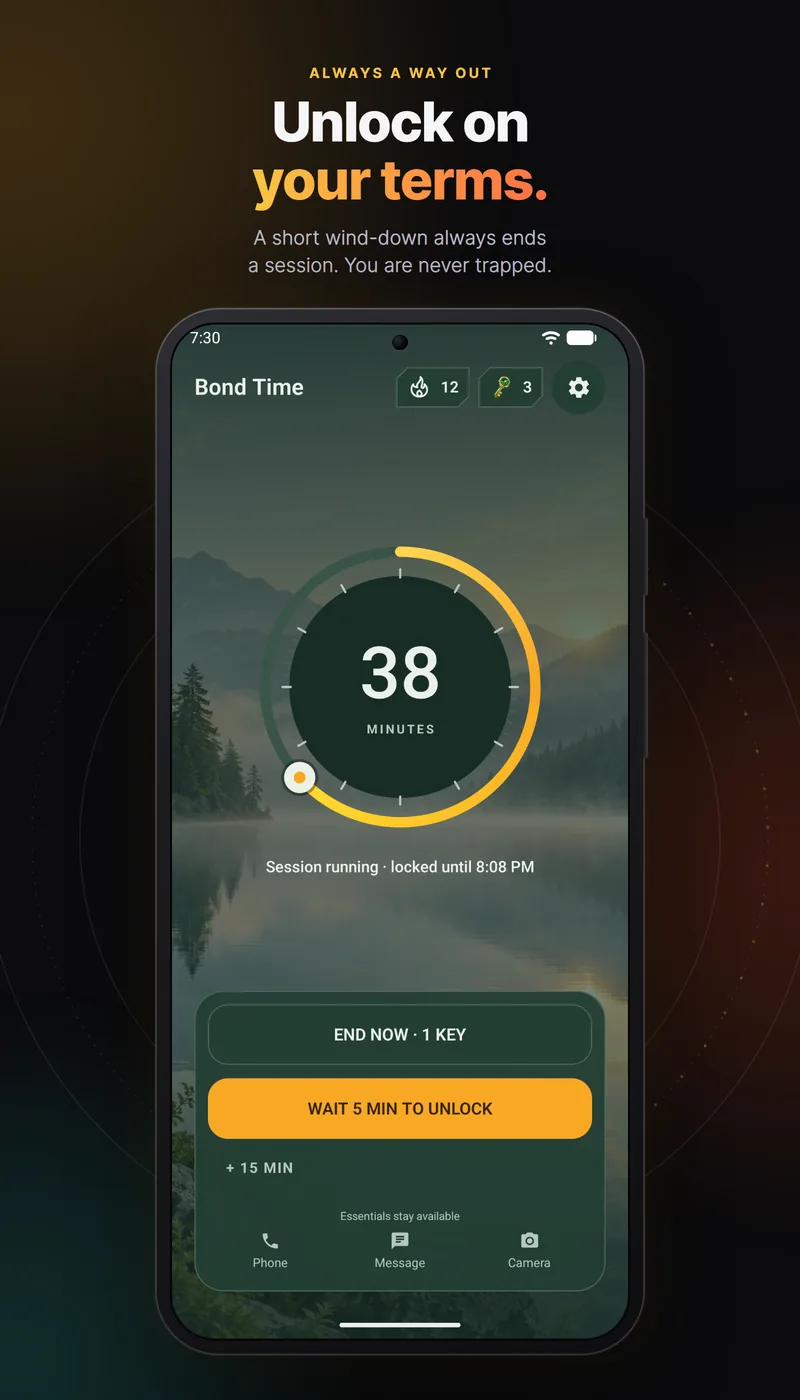 ALWAYS A WAY OUT
Unlock on
your terms.
A short wind-down always ends
a session. You are never trapped.
7:30
Bond Time
12
3
38
MINUTES
Session running · locked until 8:08 PM
END NOW · 1 KEY
WAIT 5 MIN TO UNLOCK
+ 15 MIN
Essentials stay available
Phone Message Camera